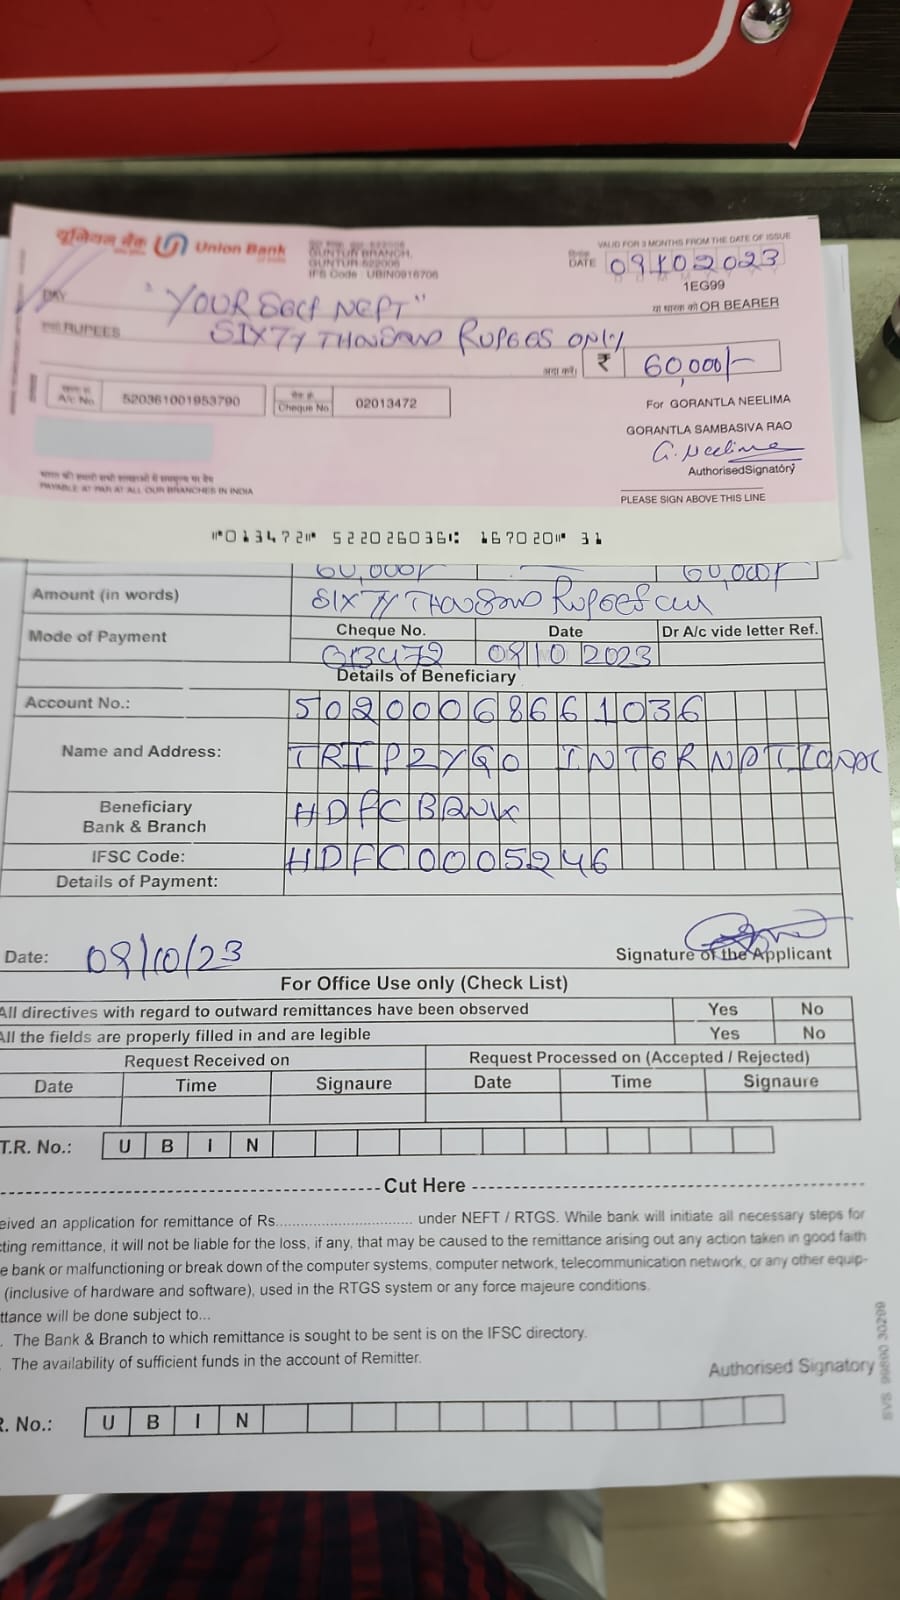 यूनियन बैंक Union Bank
GUNTUR BRANCH,
GUNTUR-522006
IFS Code : UBIN0916706
VALID FOR 3 MONTHS FROM THE DATE OF ISSUE
DATE 09102023
1EG99
PAY "YOUR SELF NEFT"
या धारक को OR BEARER
RUPEES SIXTY THOUSAND RUPEES ONLY
अदा करें ₹ 60,000/-
A/c No. 520361001953790
Cheque No. 02013472
For GORANTLA NEELIMA
GORANTLA SAMBASIVA RAO
G. Neelima
Authorised Signatory
PAYABLE AT PAR AT ALL OUR BRANCHES IN INDIA
PLEASE SIGN ABOVE THIS LINE
⑈013472⑈ 522026036⑆ 167020⑈ 31
60,000/- 60,000/-
Amount (in words) SIXTY THOUSAND RUPEES
Mode of Payment Cheque No. Date Dr A/c vide letter Ref.
013472 09/10 2023
Details of Beneficiary
Account No.: 50200068661036
Name and Address: TRIP2YGO INTERNATIONAL
Beneficiary Bank & Branch HDFC BANK
IFSC Code: HDFC0005246
Details of Payment:
Date: 09/10/23
Signature of the Applicant
For Office Use only (Check List)
All directives with regard to outward remittances have been observed Yes No
All the fields are properly filled in and are legible Yes No
Request Received on Request Processed on (Accepted / Rejected)
Date Time Signaure Date Time Signaure
T.R. No.: U B I N
Cut Here
eived an application for remittance of Rs. under NEFT / RTGS. While bank will initiate all necessary steps for
cting remittance, it will not be liable for the loss, if any, that may be caused to the remittance arising out any action taken in good faith
e bank or malfunctioning or break down of the computer systems, computer network, telecommunication network, or any other equip-
(inclusive of hardware and software), used in the RTGS system or any force majeure conditions.
ttance will be done subject to...
. The Bank & Branch to which remittance is sought to be sent is on the IFSC directory.
. The availability of sufficient funds in the account of Remitter.
Authorised Signatory
SVS 99890 30299
R. No.: U B I N